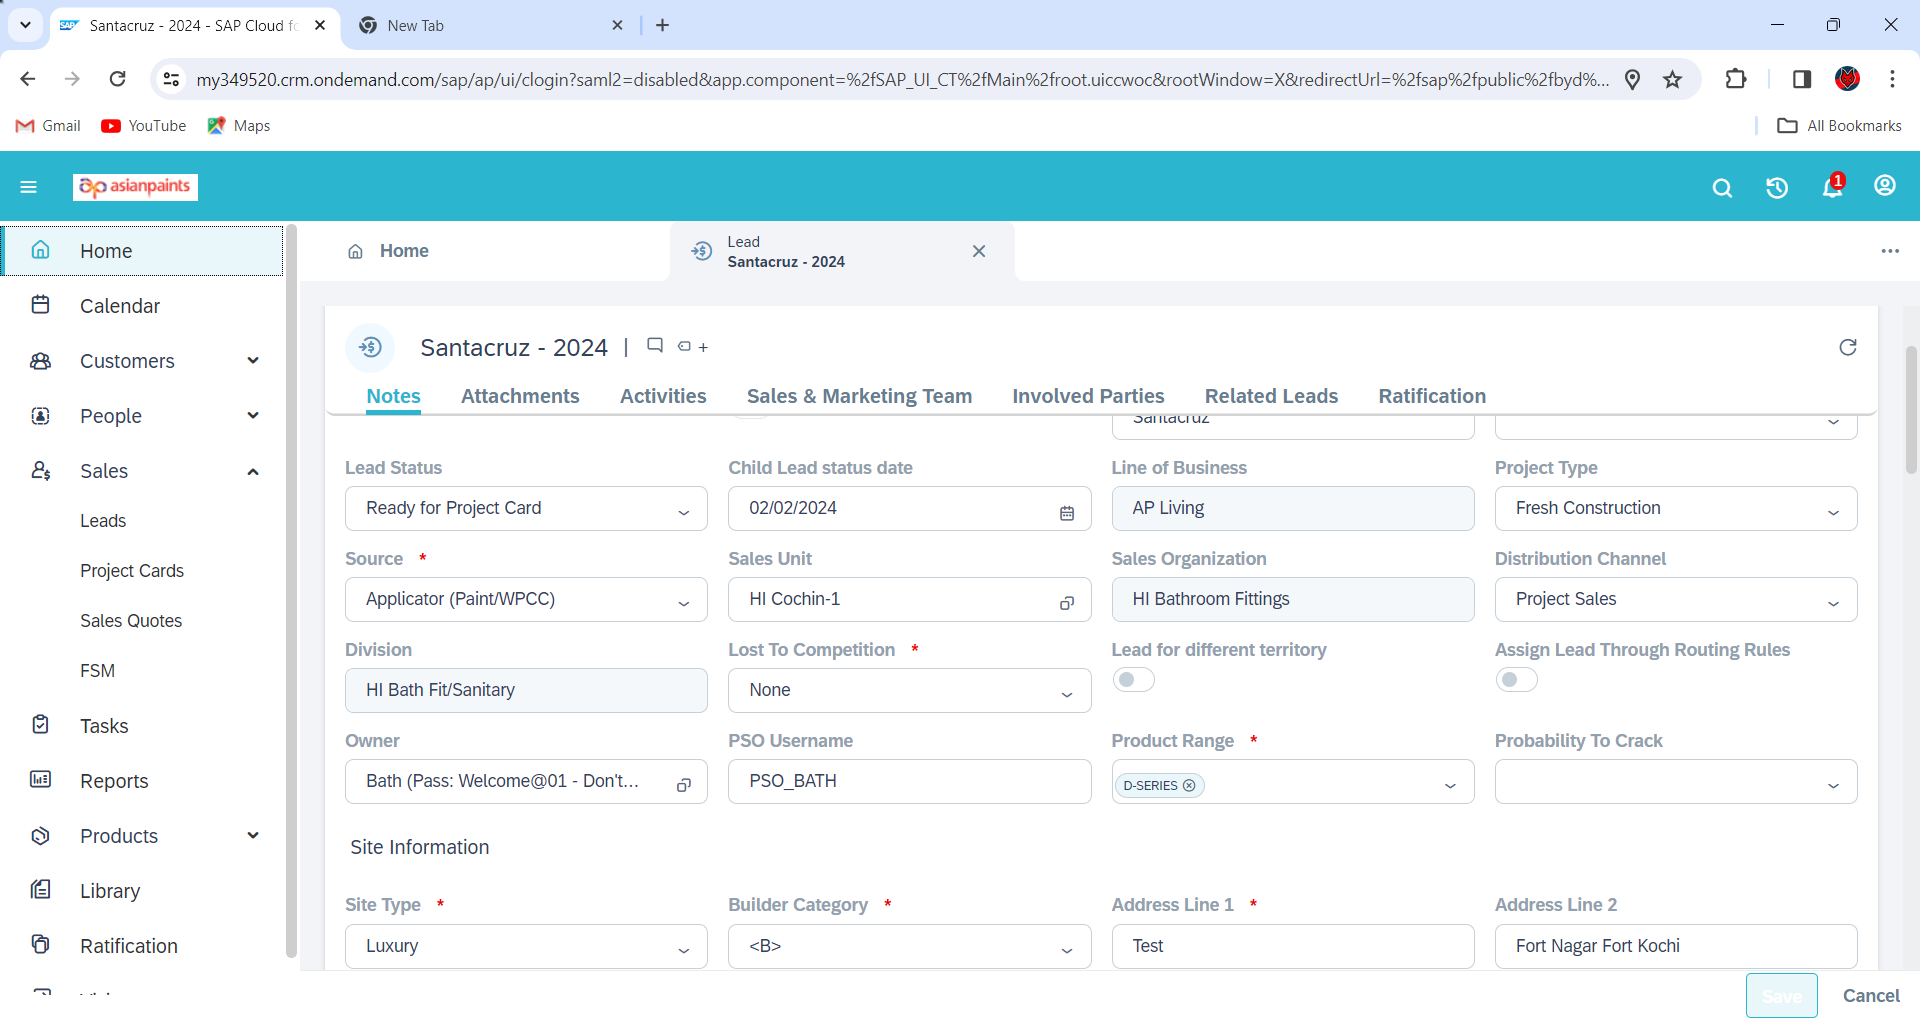 Santacruz - 2024 - SAP Cloud fo
New Tab
my349520.crm.ondemand.com/sap/ap/ui/clogin?saml2=disabled&app.component=%2fSAP_UI_CT%2fMain%2froot.uiccwoc&rootWindow=X&redirectUrl=%2fsap%2fpublic%2fbyd%...
Gmail YouTube Maps All Bookmarks
asianpaints
1
Home
Calendar
Customers
People
Sales
Leads
Project Cards
Sales Quotes
FSM
Tasks
Reports
Products
Library
Ratification
Home
Lead
Santacruz - 2024
Santacruz - 2024 |
Notes Attachments Activities Sales & Marketing Team Involved Parties Related Leads Ratification
Santacruz
Lead Status Child Lead status date Line of Business Project Type
Ready for Project Card 02/02/2024 AP Living Fresh Construction
Source * Sales Unit Sales Organization Distribution Channel
Applicator (Paint/WPCC) HI Cochin-1 HI Bathroom Fittings Project Sales
Division Lost To Competition * Lead for different territory Assign Lead Through Routing Rules
HI Bath Fit/Sanitary None
Owner PSO Username Product Range * Probability To Crack
Bath (Pass: Welcome@01 - Don't... PSO_BATH D-SERIES
Site Information
Site Type * Builder Category * Address Line 1 * Address Line 2
Luxury <B> Test Fort Nagar Fort Kochi
Save Cancel